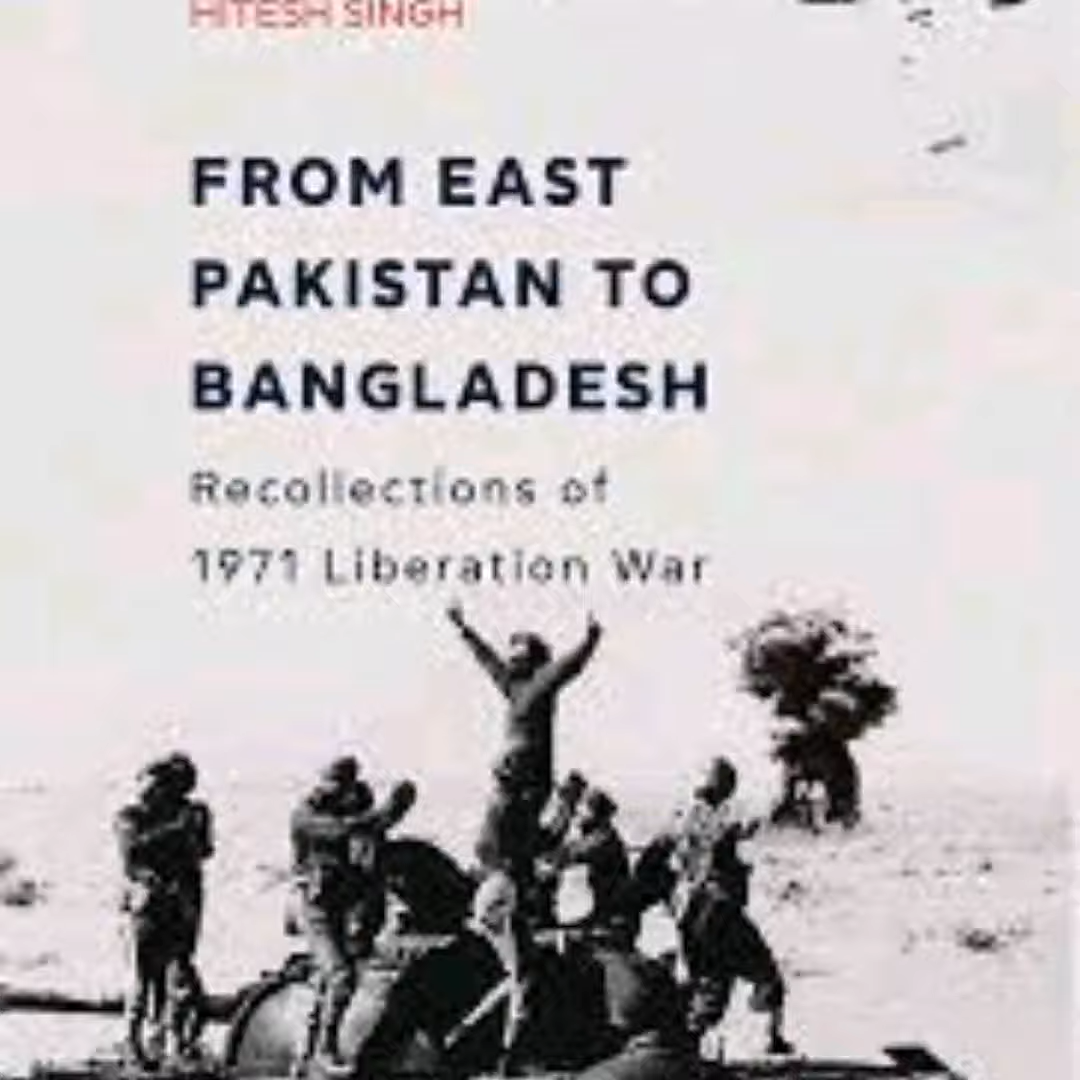 HITESH SINGH
FROM EAST
PAKISTAN TO
BANGLADESH
Recollections of
1971 Liberation War